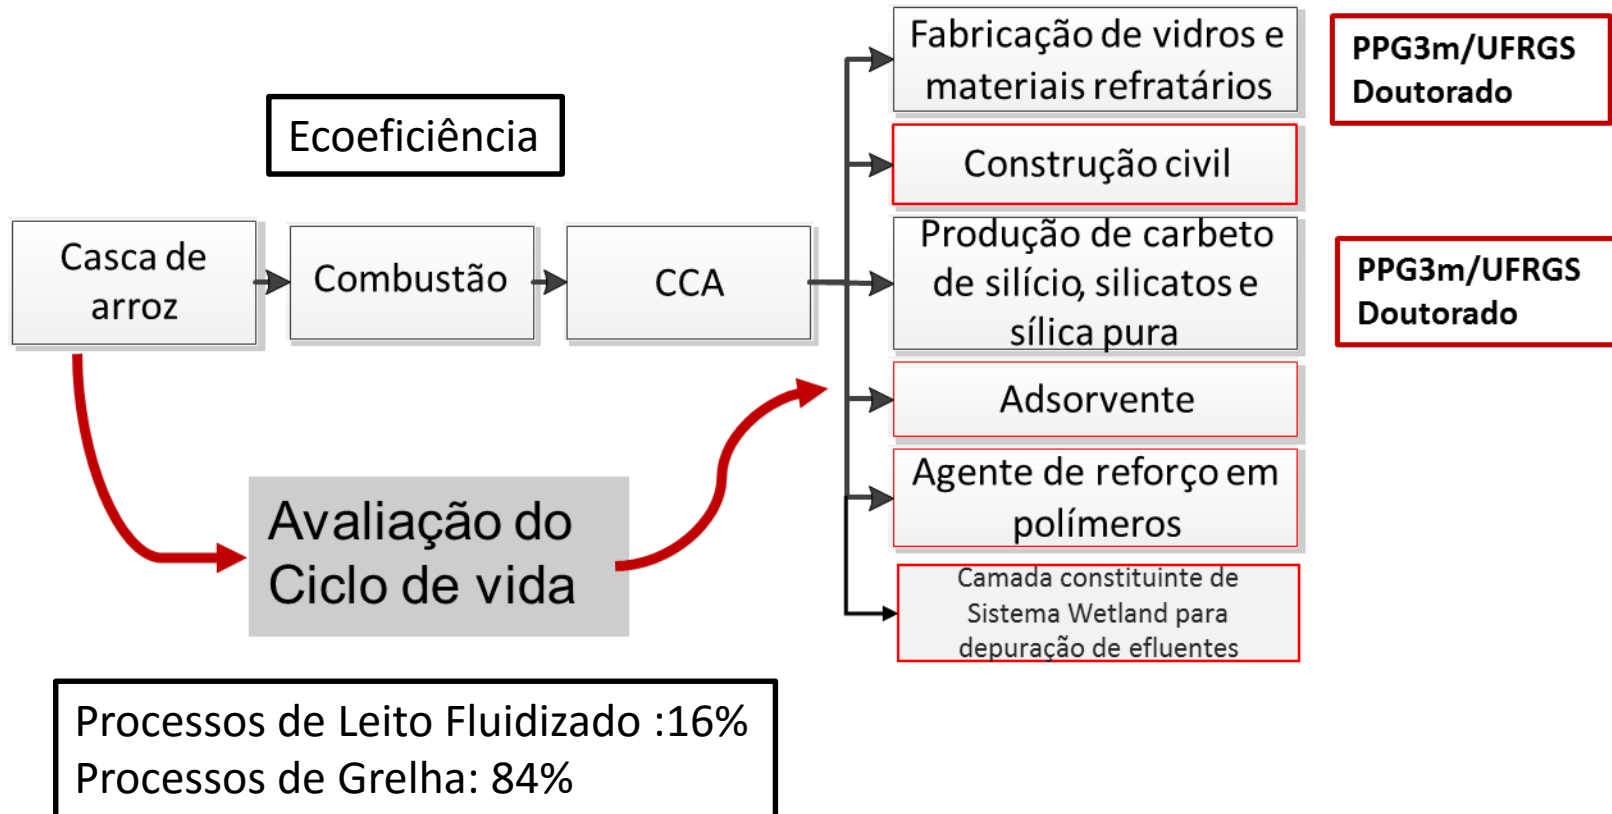 Ecoeficiência
Casca de
arroz
Combustão
CCA
Fabricação de vidros e
materiais refratários
PPG3m/UFRGS
Doutorado
Construção civil
Produção de carbeto
de silício, silicatos e
sílica pura
PPG3m/UFRGS
Doutorado
Adsorvente
Agente de reforço em
polímeros
Camada constituinte de
Sistema Wetland para
depuração de efluentes
Avaliação do
Ciclo de vida
Processos de Leito Fluidizado :16%
Processos de Grelha: 84%